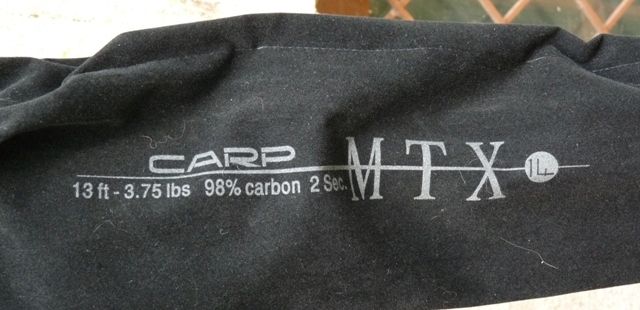 CARP MTX
13 ft - 3.75 lbs 98% carbon 2 Sec.